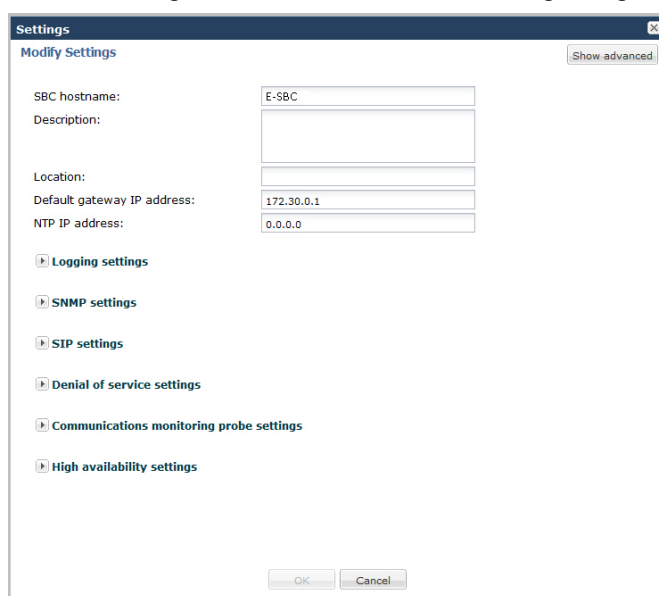 Settings
Modify Settings
Show advanced
SBC hostname: E-SBC
Description:
Location:
Default gateway IP address: 172.30.0.1
NTP IP address: 0.0.0.0
Logging settings
SNMP settings
SIP settings
Denial of service settings
Communications monitoring probe settings
High availability settings
OK Cancel